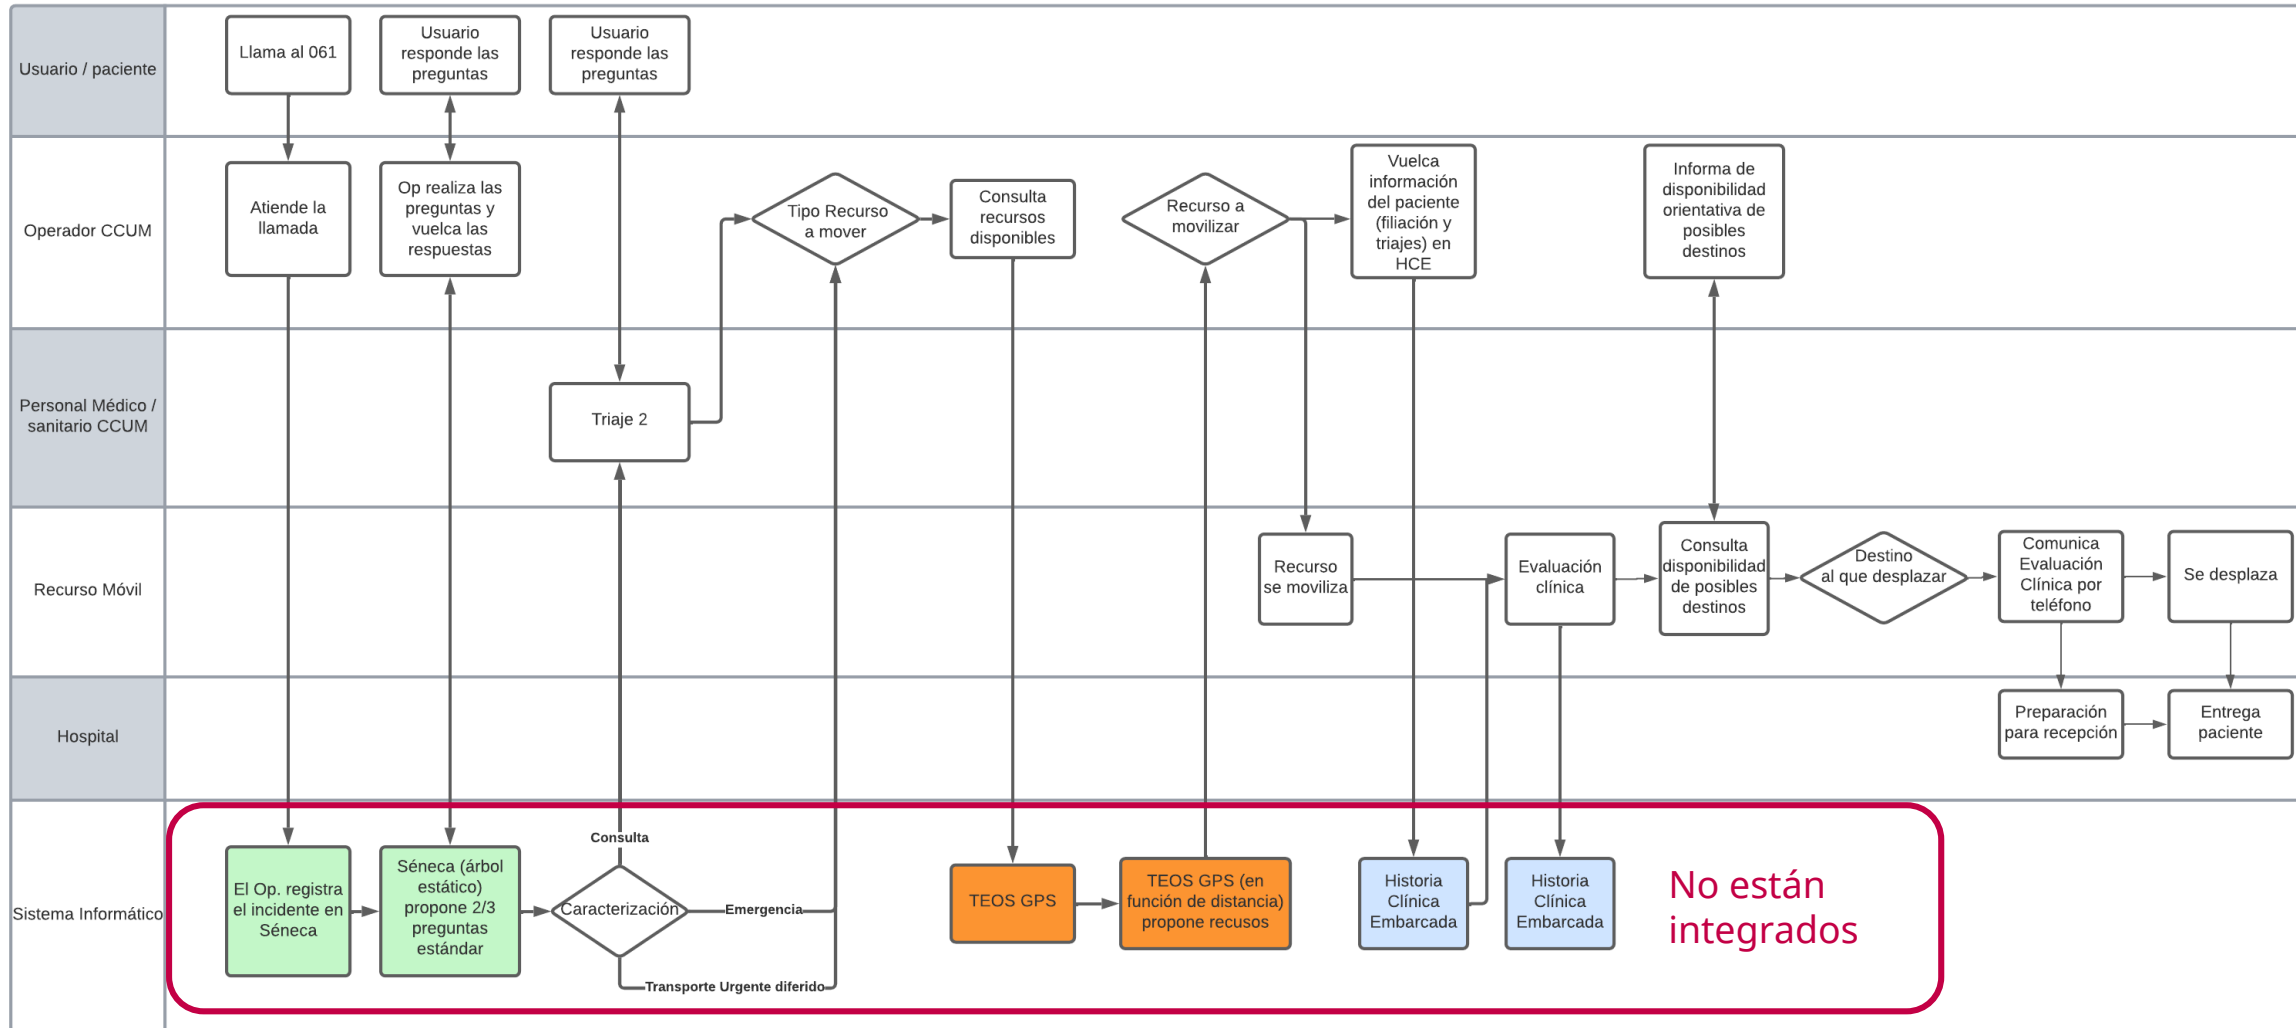 Usuario / paciente
Llama al 061
Usuario
responde las
preguntas
Usuario
responde las
preguntas
Operador CCUM
Atiende la
llamada
Op realiza las
preguntas y
vuelca las
respuestas
Tipo Recurso
a mover
Consulta
recursos
disponibles
Recurso a
movilizar
Vuelca
información
del paciente
(filiación y
triajes) en
HCE
Informa de
disponibilidad
orientativa de
posibles
destinos
Personal Médico /
sanitario CCUM
Triaje 2
Recurso Móvil
Recurso
se moviliza
Evaluación
clínica
Consulta
disponibilidad
de posibles
destinos
Destino
al que desplazar
Comunica
Evaluación
Clínica por
teléfono
Se desplaza
Hospital
Preparación
para recepción
Entrega
paciente
Sistema Informático
El Op. registra
el incidente en
Séneca
Séneca (árbol
estático)
propone 2/3
preguntas
estándar
Consulta
Caracterización
Emergencia
Transporte Urgente diferido
TEOS GPS
TEOS GPS (en
función de distancia)
propone recusos
Historia
Clínica
Embarcada
Historia
Clínica
Embarcada
No están
integrados